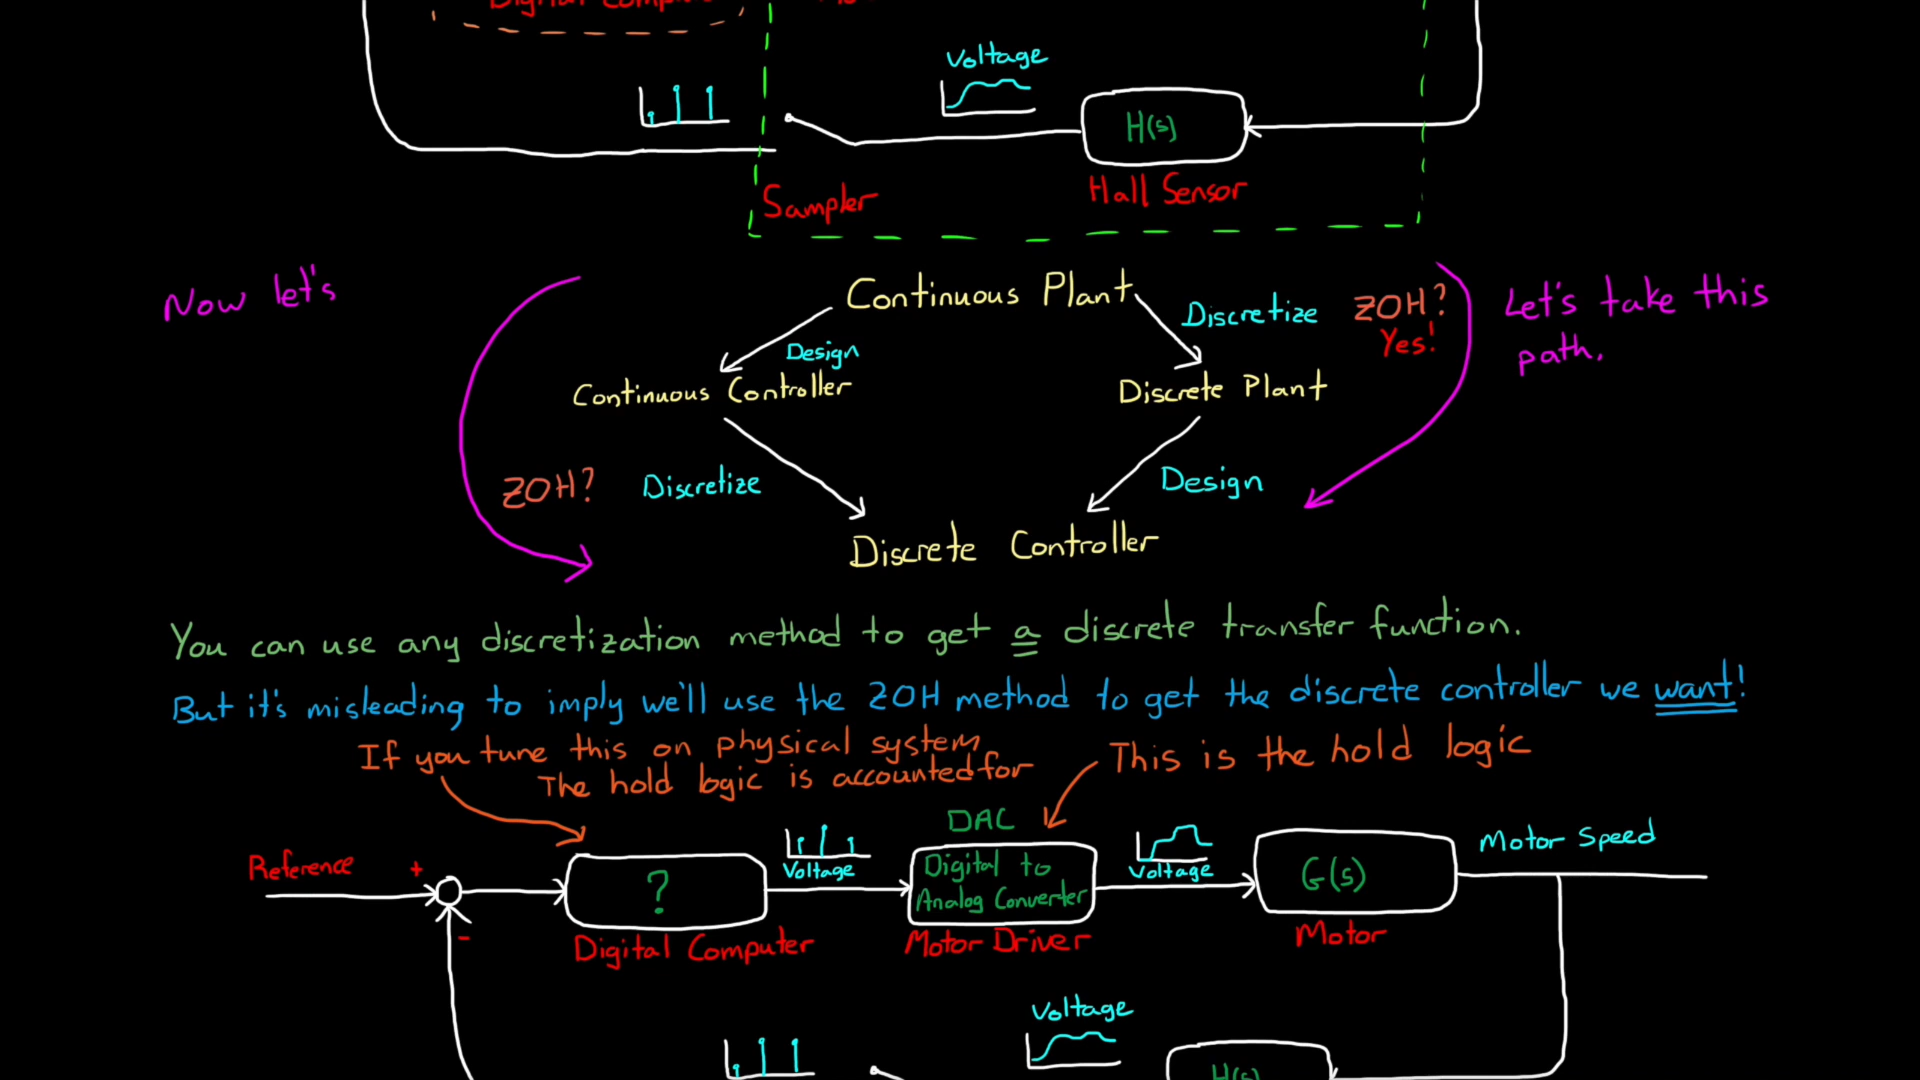 Voltage
H(s)
Sampler
Hall Sensor
Now let's
Continuous Plant
Discretize
ZOH?
Yes!
Let's take this
path.
Design
Continuous Controller
Discrete Plant
ZOH?
Discretize
Design
Discrete Controller
You can use any discretization method to get a discrete transfer function.
But it's misleading to imply we'll use the ZOH method to get the discrete controller we want!
If you tune this on physical system
The hold logic is accounted for
This is the hold logic
DAC
Reference
+
-
?
Digital Computer
Voltage
Digital to
Analog Converter
Motor Driver
Voltage
G(s)
Motor
Motor Speed
Voltage
H(s)